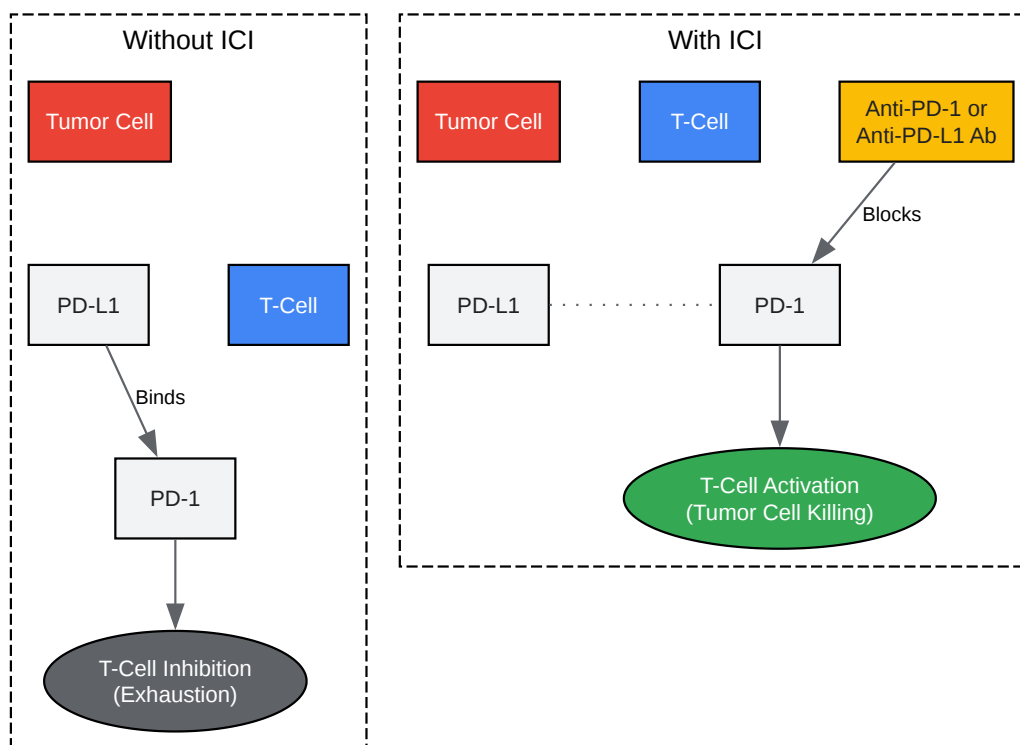 Without ICI
Tumor Cell
PD-L1
T-Cell
Binds
PD-1
T-Cell Inhibition
(Exhaustion)
With ICI
Tumor Cell
T-Cell
Anti-PD-1 or
Anti-PD-L1 Ab
Blocks
PD-L1
PD-1
T-Cell Activation
(Tumor Cell Killing)